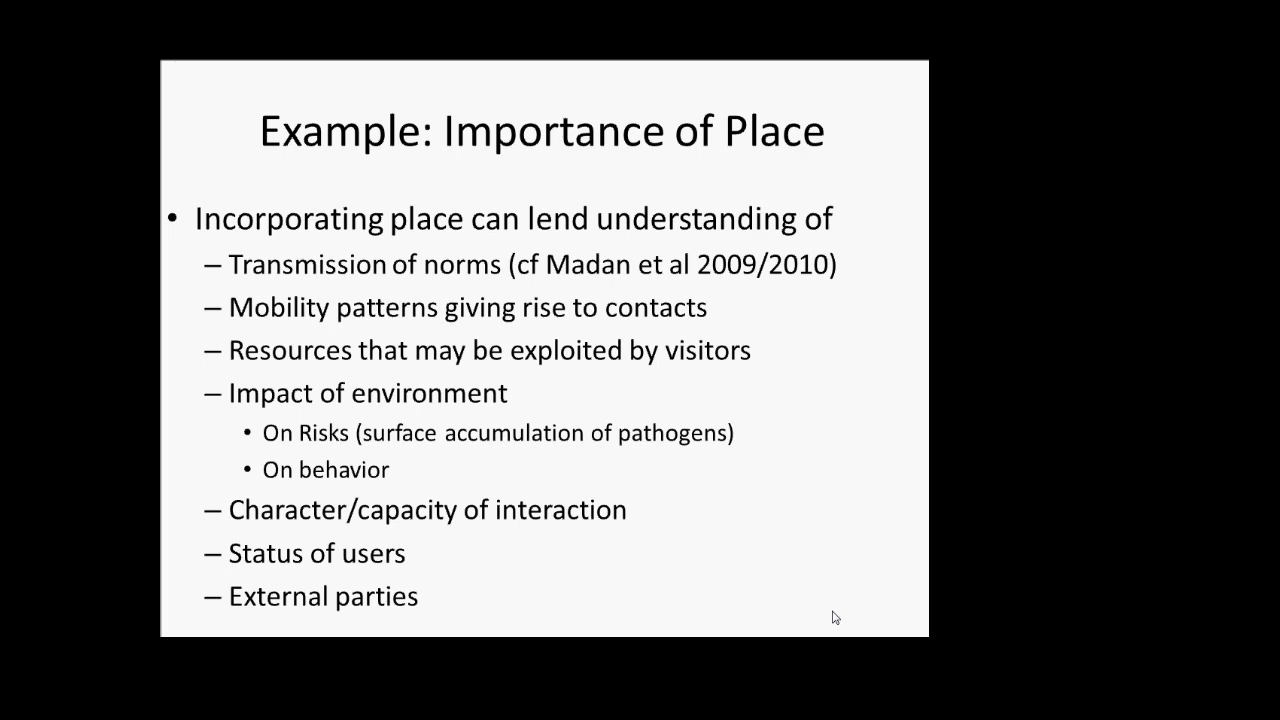 Example: Importance of Place
• Incorporating place can lend understanding of
– Transmission of norms (cf Madan et al 2009/2010)
– Mobility patterns giving rise to contacts
– Resources that may be exploited by visitors
– Impact of environment
• On Risks (surface accumulation of pathogens)
• On behavior
– Character/capacity of interaction
– Status of users
– External parties